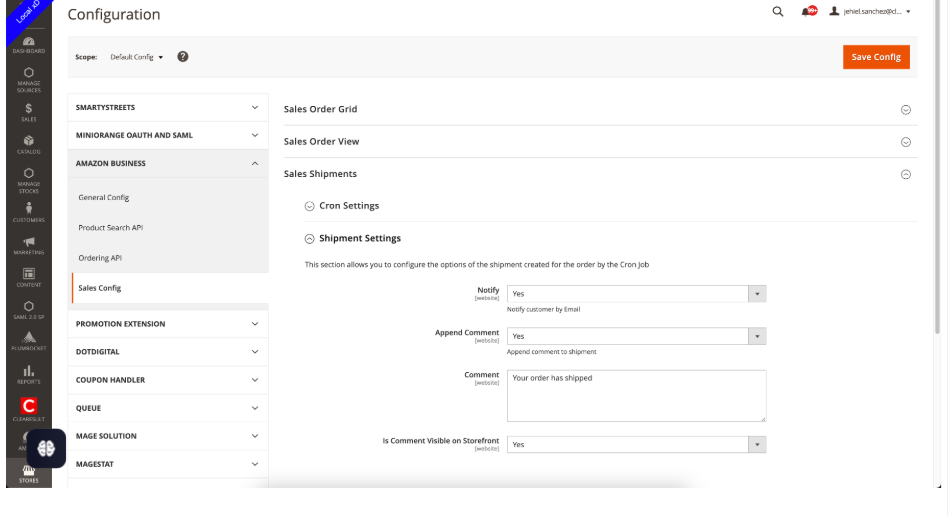 Local xD
Configuration
99+
jehiel.sanchez@cl...
Scope: Default Config ?
Save Config
DASHBOARD
MANAGE
SOURCES
$
SALES
CATALOG
MANAGE
STOCKS
CUSTOMERS
MARKETING
CONTENT
SAML 2.0 SP
PLUMROCKET
REPORTS
C
CLEARESULT
AM
STORES
SMARTYSTREETS
MINIORANGE OAUTH AND SAML
AMAZON BUSINESS
General Config
Product Search API
Ordering API
Sales Config
PROMOTION EXTENSION
DOTDIGITAL
COUPON HANDLER
QUEUE
MAGE SOLUTION
MAGESTAT
Sales Order Grid
Sales Order View
Sales Shipments
Cron Settings
Shipment Settings
This section allows you to configure the options of the shipment created for the order by the Cron Job
Notify
[website]
Yes
Notify customer by Email
Append Comment
[website]
Yes
Append comment to shipment
Comment
[website]
Your order has shipped
Is Comment Visible on Storefront
[website]
Yes